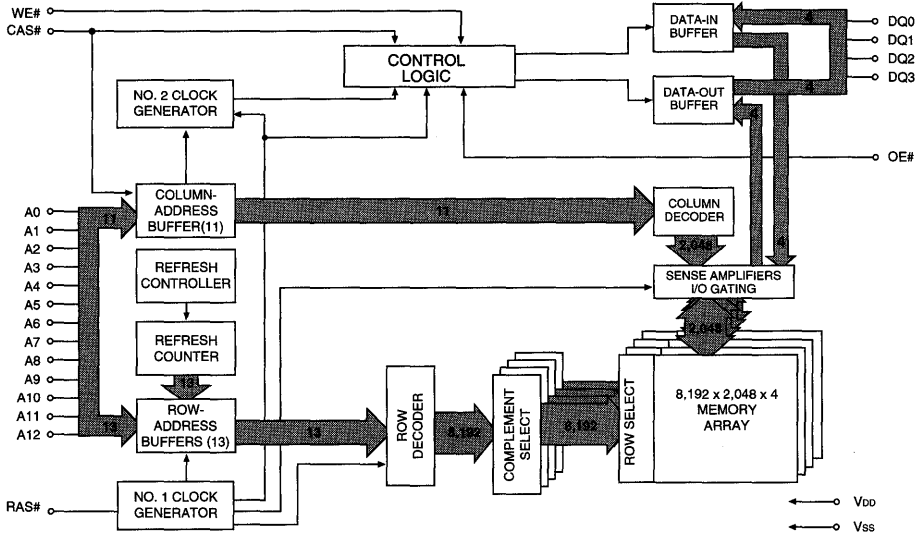 WE#
CAS#
CONTROL
LOGIC
DATA-IN
BUFFER
4
DQ0
DQ1
DQ2
DQ3
NO. 2 CLOCK
GENERATOR
DATA-OUT
BUFFER
4
4
OE#
COLUMN-
ADDRESS
BUFFER(11)
11
11
COLUMN
DECODER
2,048
4
A0
A1
A2
A3
A4
A5
A6
A7
A8
A9
A10
A11
A12
REFRESH
CONTROLLER
SENSE AMPLIFIERS
I/O GATING
2,048
REFRESH
COUNTER
13
ROW-
ADDRESS
BUFFERS (13)
13
13
ROW
DECODER
8,192
COMPLEMENT
SELECT
8,192
ROW SELECT
8,192 x 2,048 x 4
MEMORY
ARRAY
RAS#
NO. 1 CLOCK
GENERATOR
VDD
VSS